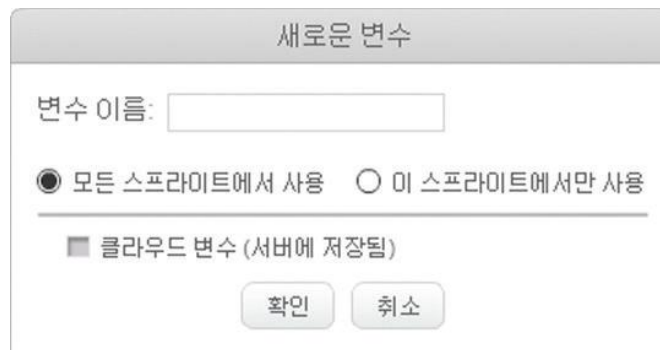 새로운 변수
변수 이름:
모든 스프라이트에서 사용 이 스프라이트에서만 사용
클라우드 변수 (서버에 저장됨)
확인 취소